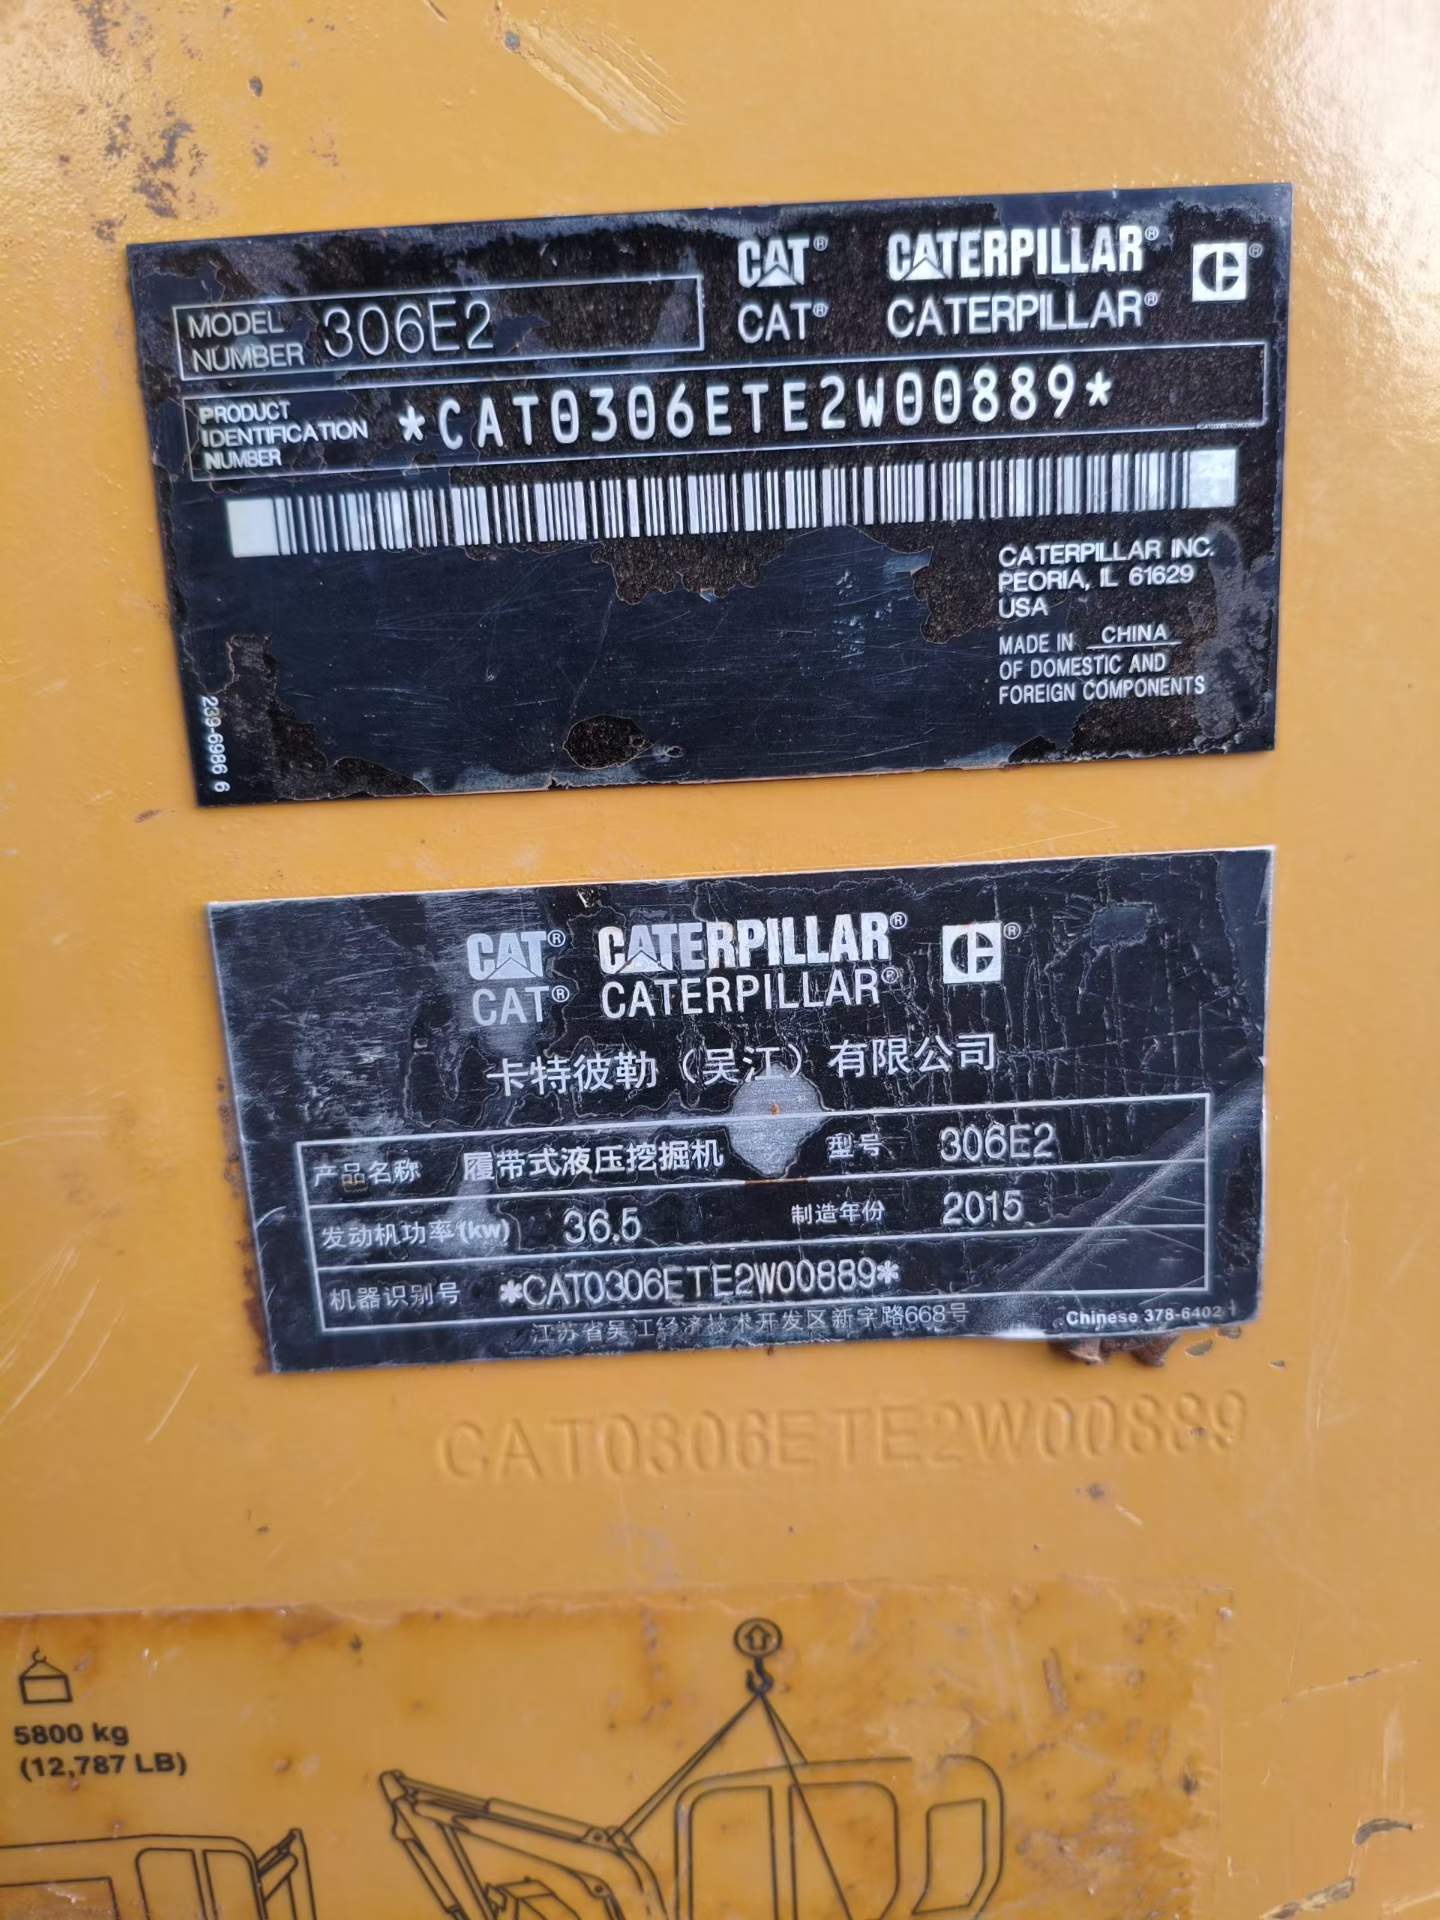 CAT® CATERPILLAR®
CAT® CATERPILLAR®
MODEL NUMBER 306E2
PRODUCT IDENTIFICATION NUMBER *CAT0306ETE2W00889*
CATERPILLAR INC.
PEORIA, IL 61629
USA
MADE IN CHINA
OF DOMESTIC AND
FOREIGN COMPONENTS
239-6986 6
CAT® CATERPILLAR®
CAT® CATERPILLAR®
卡特彼勒（吴江）有限公司
产品名称 履带式液压挖掘机 型号 306E2
发动机功率(kw) 36.5 制造年份 2015
机器识别号 *CAT0306ETE2W00889*
江苏省吴江经济技术开发区新字路668号 Chinese 378-6402 1
CAT0306ETE2W00889
5800 kg
(12,787 LB)